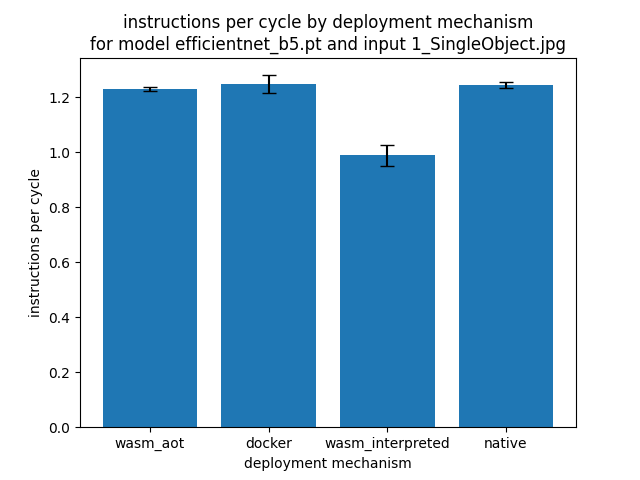 instructions per cycle by deployment mechanism
for model efficientnet_b5.pt and input 1_SingleObject.jpg
instructions per cycle
1.2
1.0
0.8
0.6
0.4
0.2
0.0
wasm_aot docker wasm_interpreted native
deployment mechanism